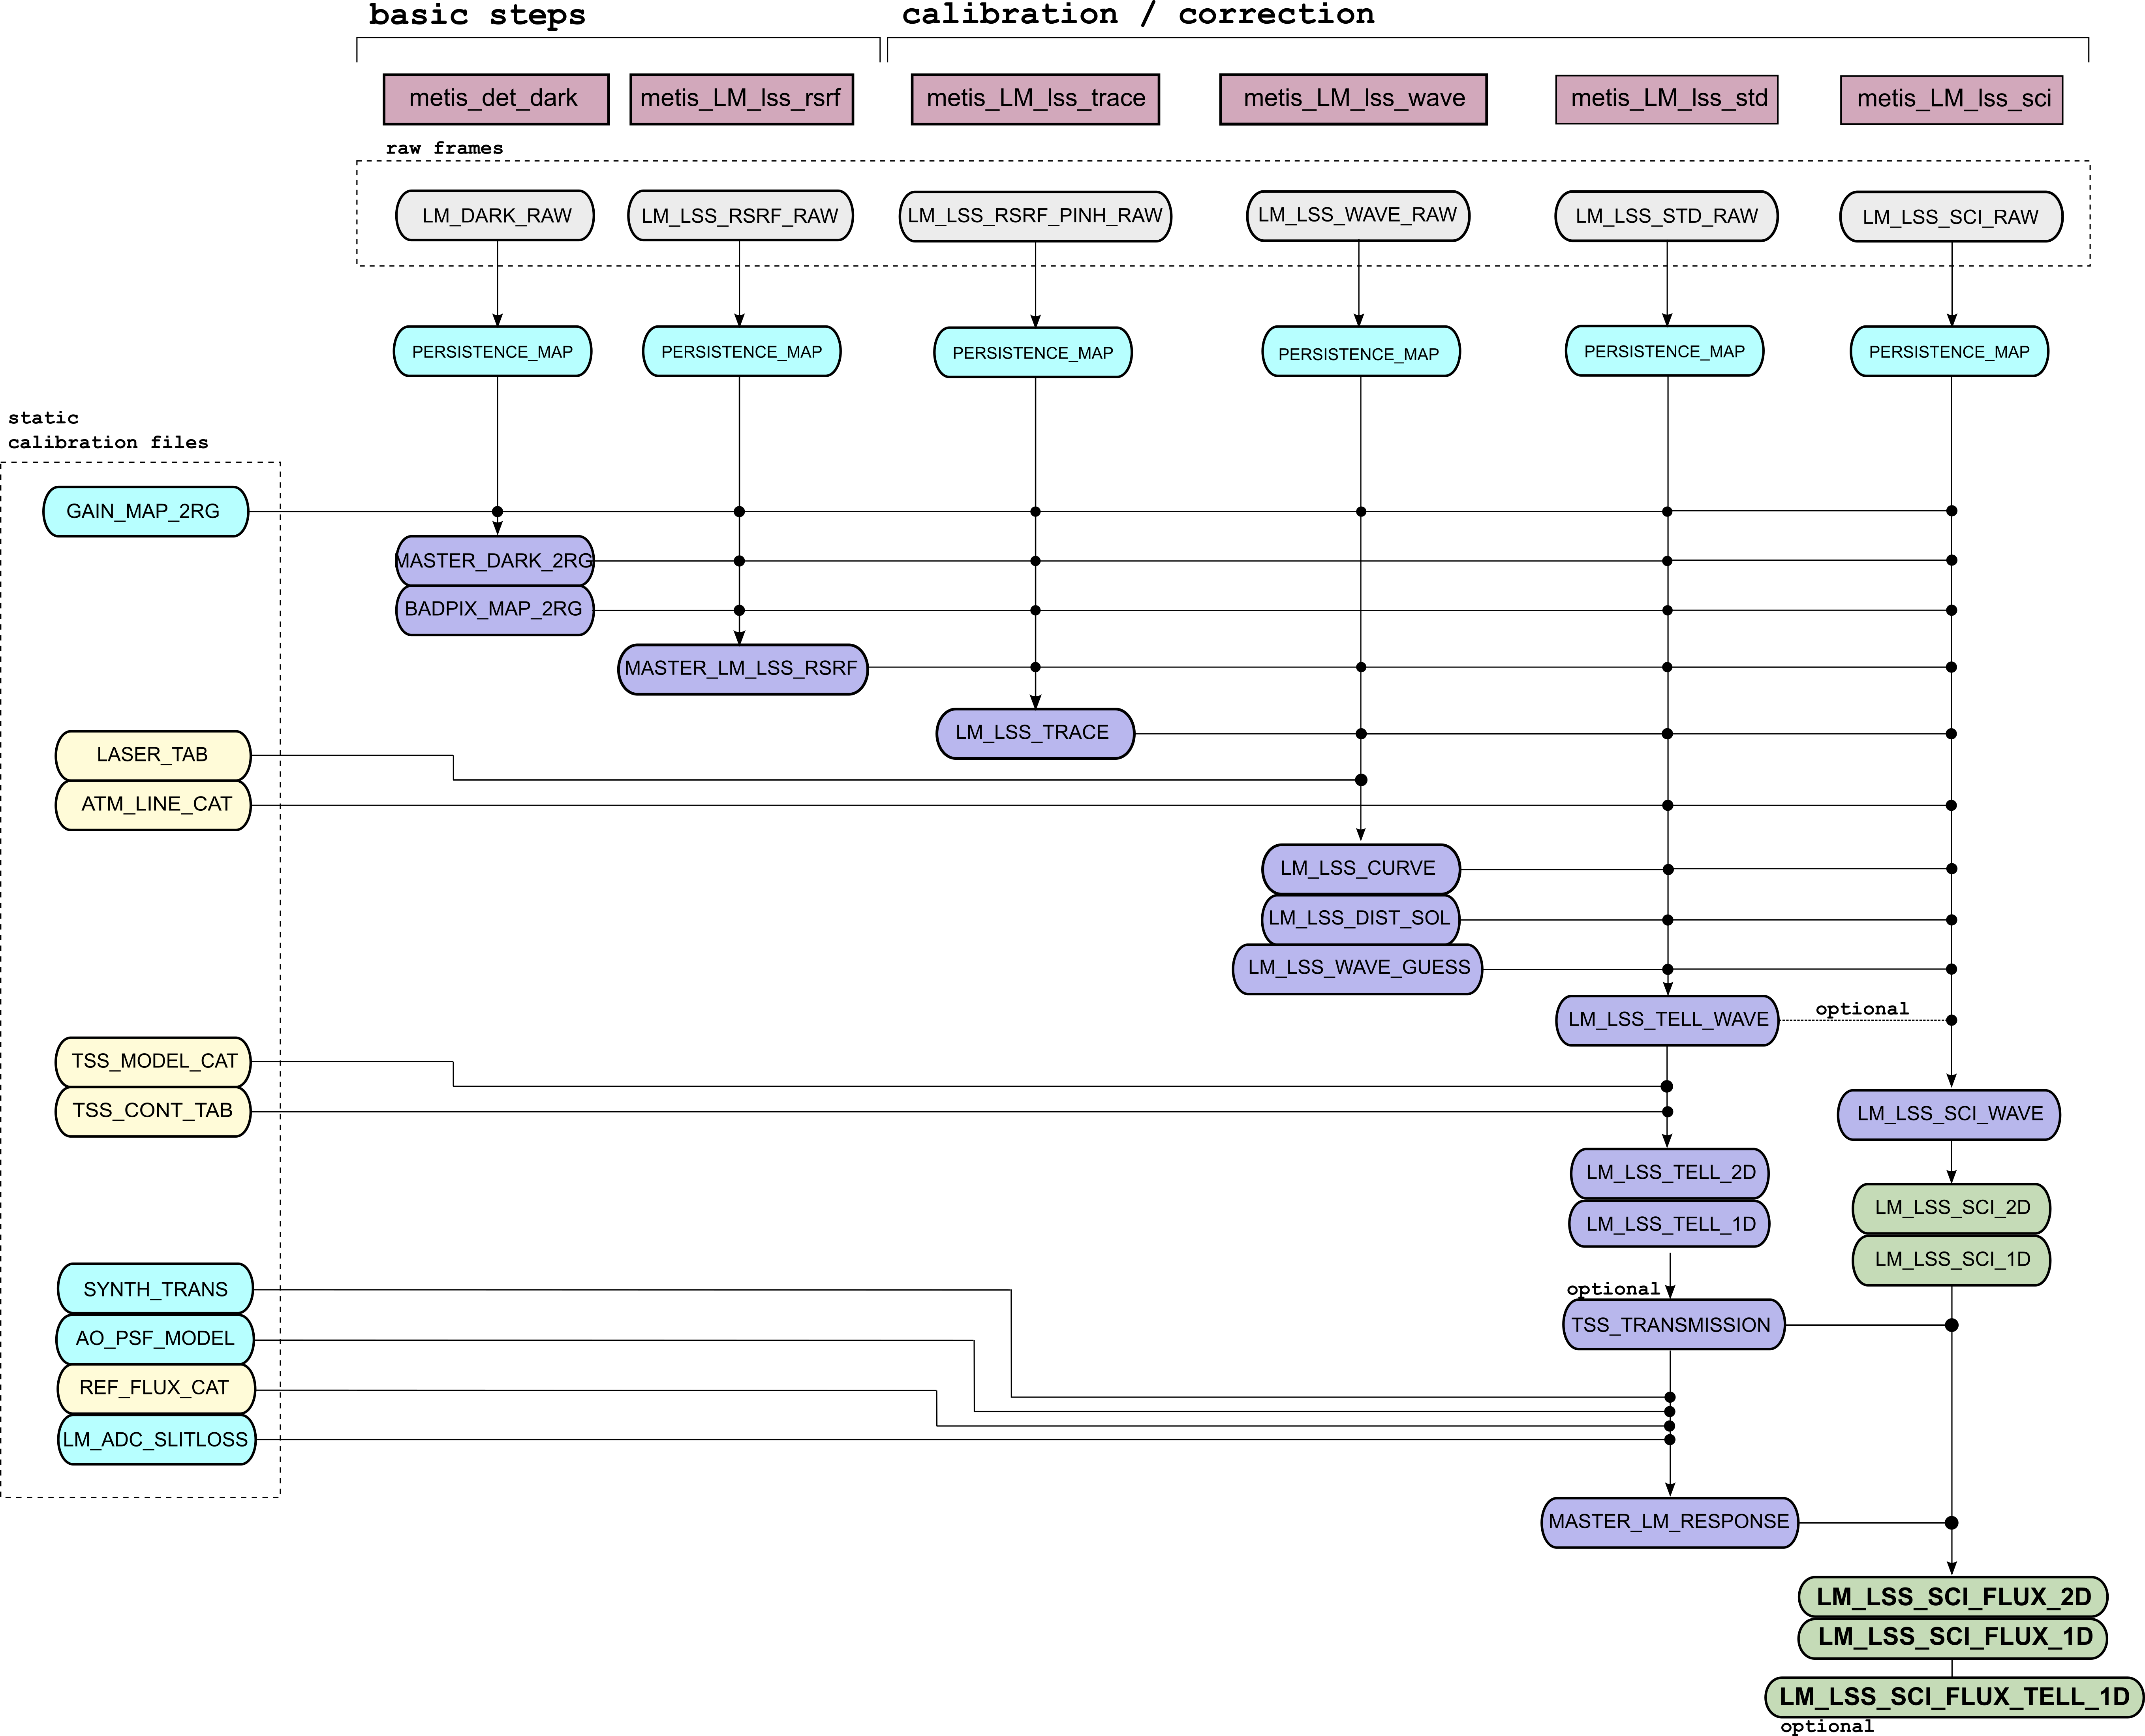 basic steps
calibration / correction
metis_det_dark
metis_LM_lss_rsrf
metis_LM_lss_trace
metis_LM_lss_wave
metis_LM_lss_std
metis_LM_lss_sci
raw frames
LM_DARK_RAW
LM_LSS_RSRF_RAW
LM_LSS_RSRF_PINH_RAW
LM_LSS_WAVE_RAW
LM_LSS_STD_RAW
LM_LSS_SCI_RAW
PERSISTENCE_MAP
PERSISTENCE_MAP
PERSISTENCE_MAP
PERSISTENCE_MAP
PERSISTENCE_MAP
PERSISTENCE_MAP
static
calibration files
GAIN_MAP_2RG
MASTER_DARK_2RG
BADPIX_MAP_2RG
MASTER_LM_LSS_RSRF
LM_LSS_TRACE
LASER_TAB
ATM_LINE_CAT
LM_LSS_CURVE
LM_LSS_DIST_SOL
LM_LSS_WAVE_GUESS
LM_LSS_TELL_WAVE
optional
TSS_MODEL_CAT
TSS_CONT_TAB
LM_LSS_SCI_WAVE
LM_LSS_TELL_2D
LM_LSS_TELL_1D
LM_LSS_SCI_2D
LM_LSS_SCI_1D
SYNTH_TRANS
AO_PSF_MODEL
REF_FLUX_CAT
LM_ADC_SLITLOSS
optional
TSS_TRANSMISSION
MASTER_LM_RESPONSE
LM_LSS_SCI_FLUX_2D
LM_LSS_SCI_FLUX_1D
LM_LSS_SCI_FLUX_TELL_1D
optional